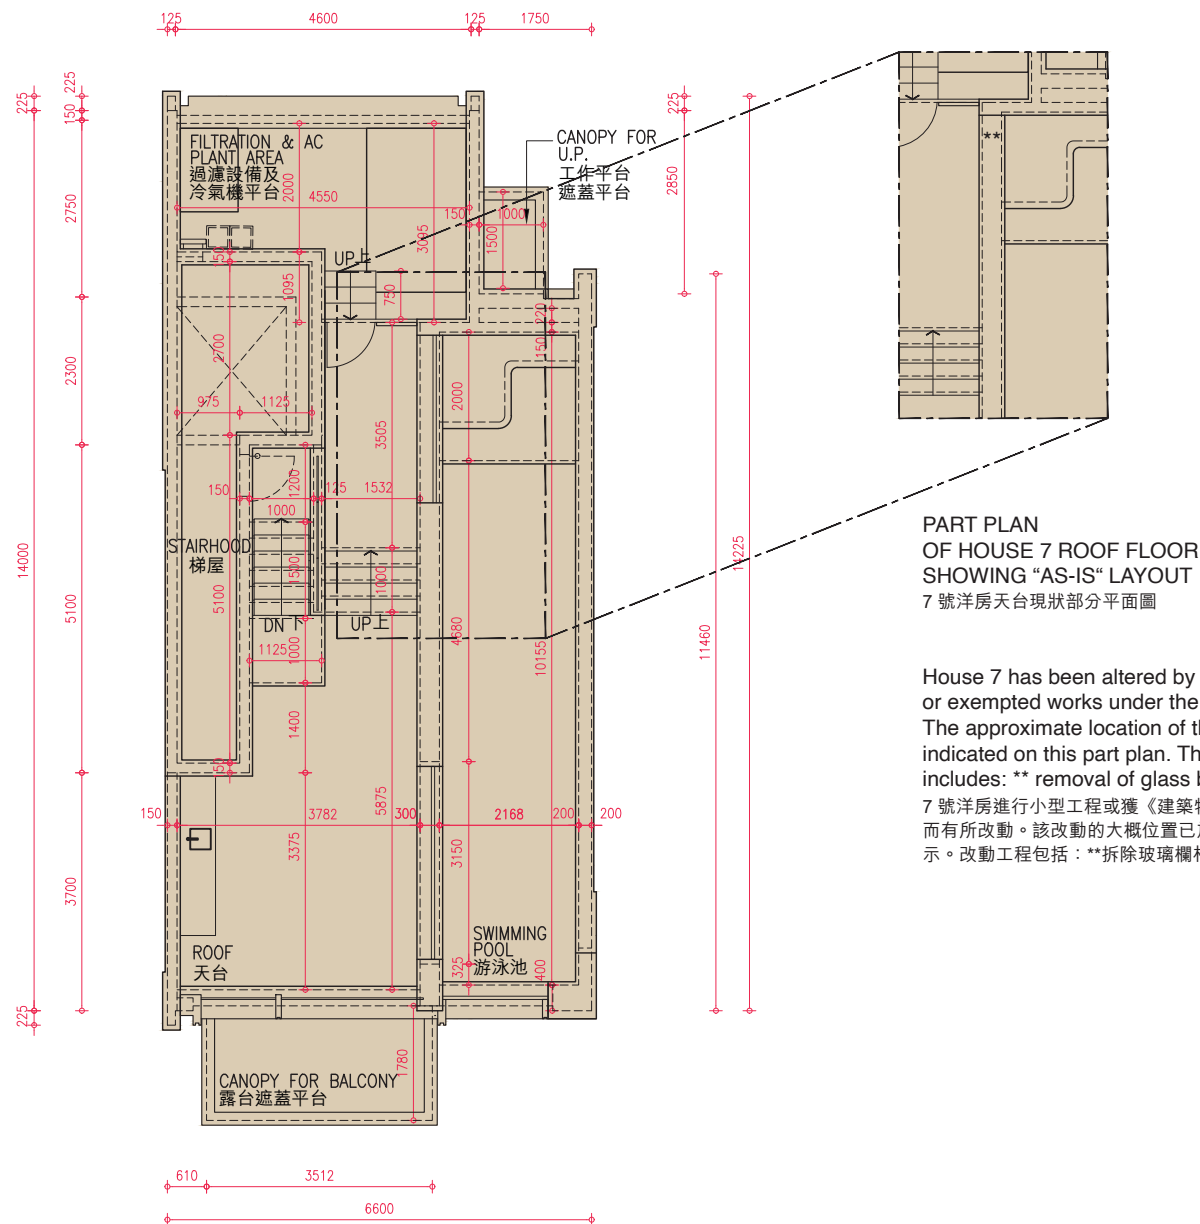 125
4600
125
1750
225
150
225
2750
2300
5100
3700
14000
225
FILTRATION & AC
PLANT AREA
過濾設備及
冷氣機平台
2000
4550
3095
CANOPY FOR
U.P.
工作平台
遮蓋平台
150
1000
1500
225
2850
UP上
150
1095
750
220
150
2700
975
1125
2000
3505
150
1200
125
1532
1000
STAIRHOOD
梯屋
5100
1500
1000
DN下
UP上
1125
1000
4680
10155
11460
14225
1400
50
5875
150
3782
300
2168
200
200
3375
3150
ROOF
天台
SWIMMING
POOL
游泳池
325
400
1780
CANOPY FOR BALCONY
露台遮蓋平台
610
3512
6600
**
PART PLAN
OF HOUSE 7 ROOF FLOOR
SHOWING “AS-IS“ LAYOUT
7 號洋房天台現狀部分平面圖
House 7 has been altered by
or exempted works under the
The approximate location of
indicated on this part plan.
includes: ** removal of glass
7 號洋房進行小型工程或獲《建築
而有所改動。該改動的大概位置已
示。改動工程包括：**拆除玻璃欄